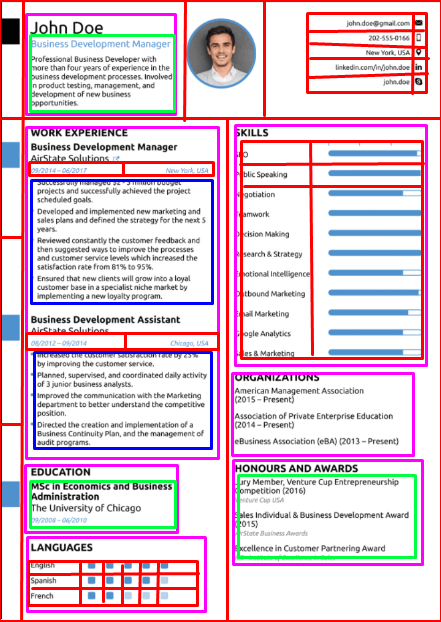 John Doe
Business Development Manager
Professional Business Developer with
more than four years of experience in the
business development processes. Involved
in product testing, management, and
development of new business
opportunities.
john.doe@gmail.com
202-555-0166
New York, USA
linkedin.com/in/john.doe
john.doe
WORK EXPERIENCE
Business Development Manager
AirState Solutions
09/2014 – 06/2017 New York, USA
Successfully managed $2 - 3 million budget
projects and successfully achieved the project
scheduled goals.
Developed and implemented new marketing and
sales plans and defined the strategy for the next 5
years.
Reviewed constantly the customer feedback and
then suggested ways to improve the processes
and customer service levels which increased the
satisfaction rate from 81% to 95%.
Ensured that new clients will grow into a loyal
customer base in a specialist niche market by
implementing a new loyalty program.
Business Development Assistant
AirState Solutions
08/2012 – 09/2014 Chicago, USA
Increased the customer satisfaction rate by 25%
by improving the customer service.
Planned, supervised, and coordinated daily activity
of 3 junior business analysts.
Improved the communication with the Marketing
department to better understand the competitive
position.
Directed the creation and implementation of a
Business Continuity Plan, and the management of
audit programs.
EDUCATION
MSc in Economics and Business
Administration
The University of Chicago
09/2008 – 06/2010
LANGUAGES
English
Spanish
French
SKILLS
SEO
Public Speaking
Negotiation
Teamwork
Decision Making
Research & Strategy
Emotional Intelligence
Outbound Marketing
Email Marketing
Google Analytics
Sales & Marketing
ORGANIZATIONS
American Management Association
(2015 – Present)
Association of Private Enterprise Education
(2014 – Present)
eBusiness Association (eBA) (2013 – Present)
HONOURS AND AWARDS
Jury Member, Venture Cup Entrepreneurship
Competition (2016)
Venture Cup USA
Sales Individual & Business Development Award
(2015)
AirState Business Awards
Excellence in Customer Partnering Award